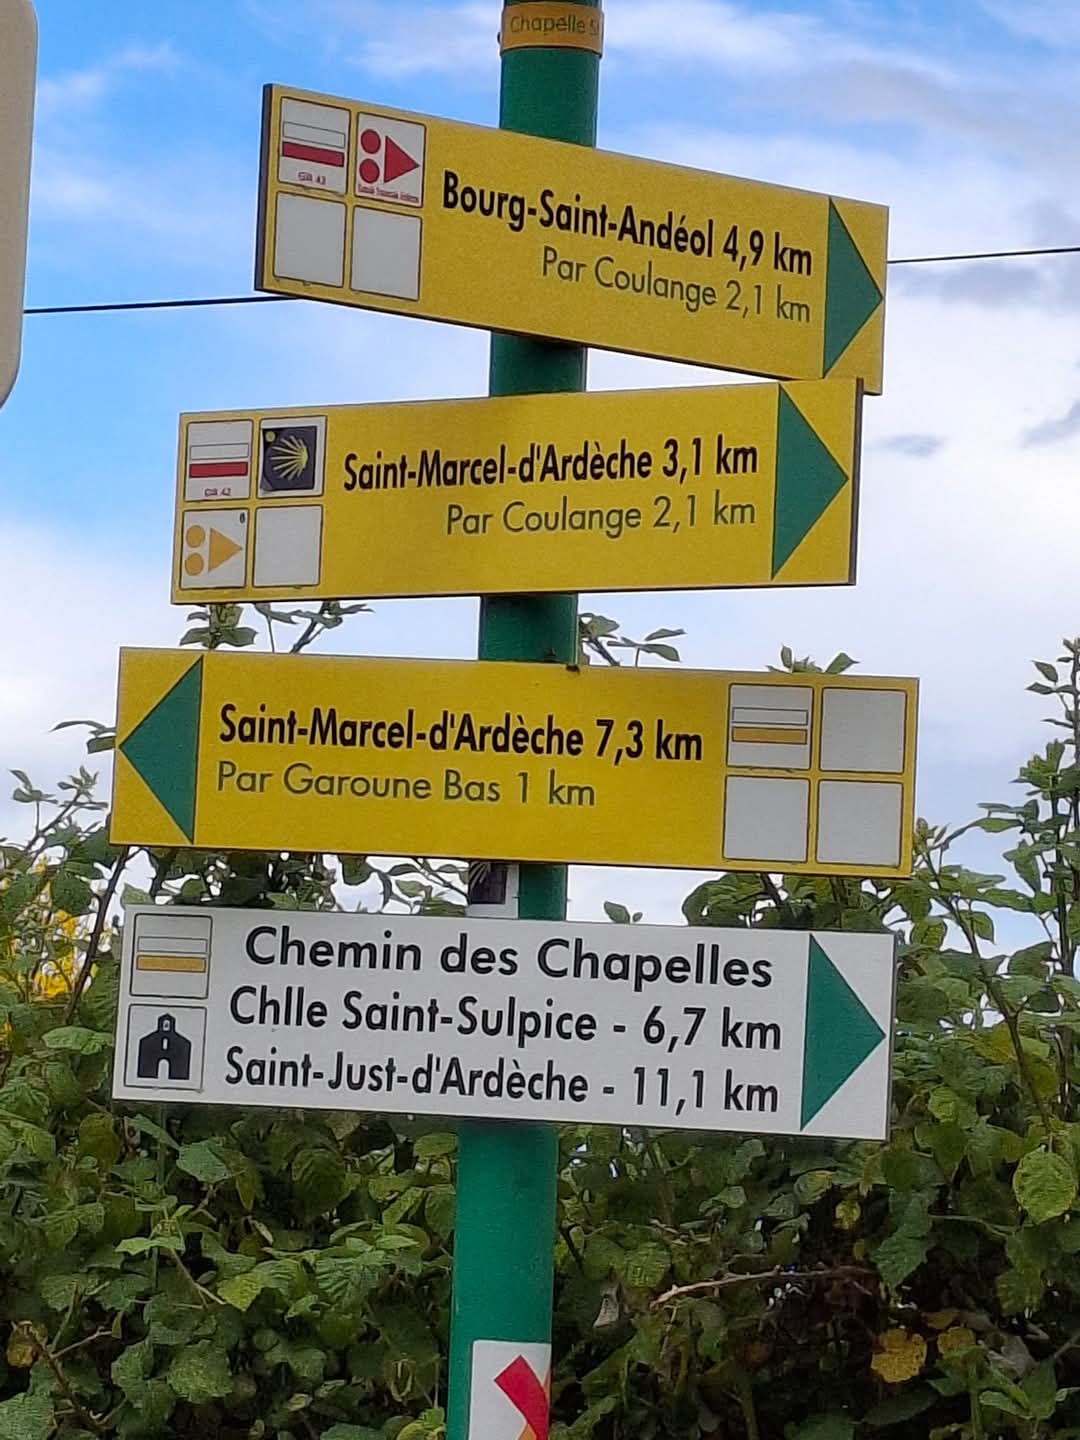 Chapelle
Bourg-Saint-Andéol 4,9 km
Par Coulange 2,1 km
GR 42
Saint-Marcel-d'Ardèche 3,1 km
Par Coulange 2,1 km
6
Saint-Marcel-d'Ardèche 7,3 km
Par Garoune Bas 1 km
Chemin des Chapelles
Chlle Saint-Sulpice - 6,7 km
Saint-Just-d'Ardèche - 11,1 km